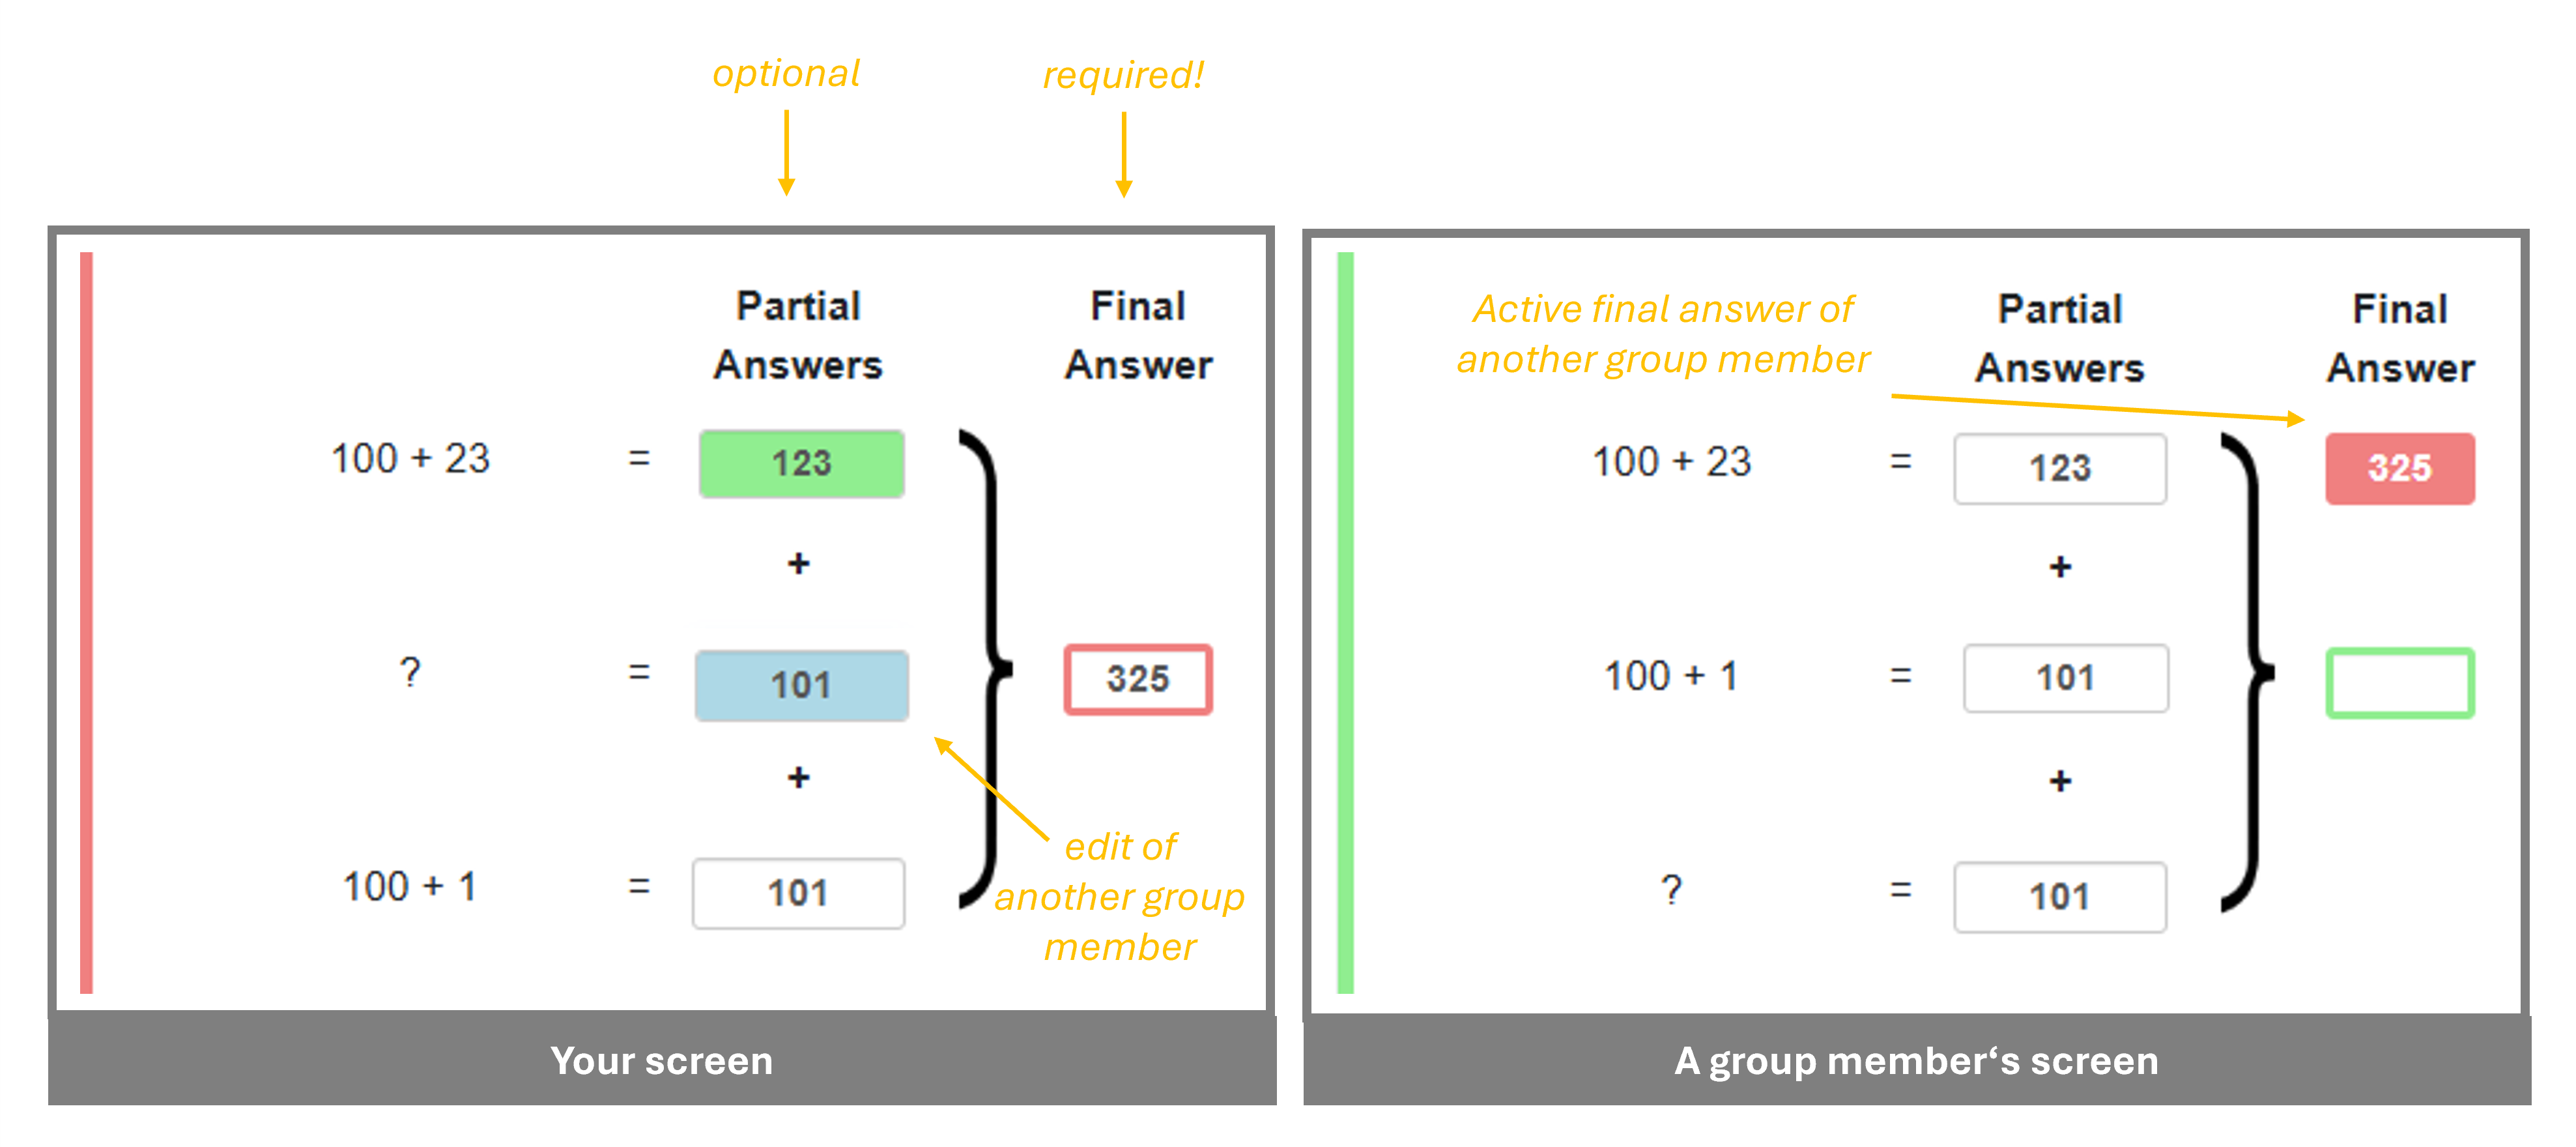 optional
required!
Partial
Answers
Final
Answer
100 + 23 = 123
+
? = 101
325
+
100 + 1 = 101
edit of
another group
member
Your screen
Active final answer of
another group member
Partial
Answers
Final
Answer
100 + 23 = 123
325
+
100 + 1 = 101
+
? = 101
A group member‘s screen